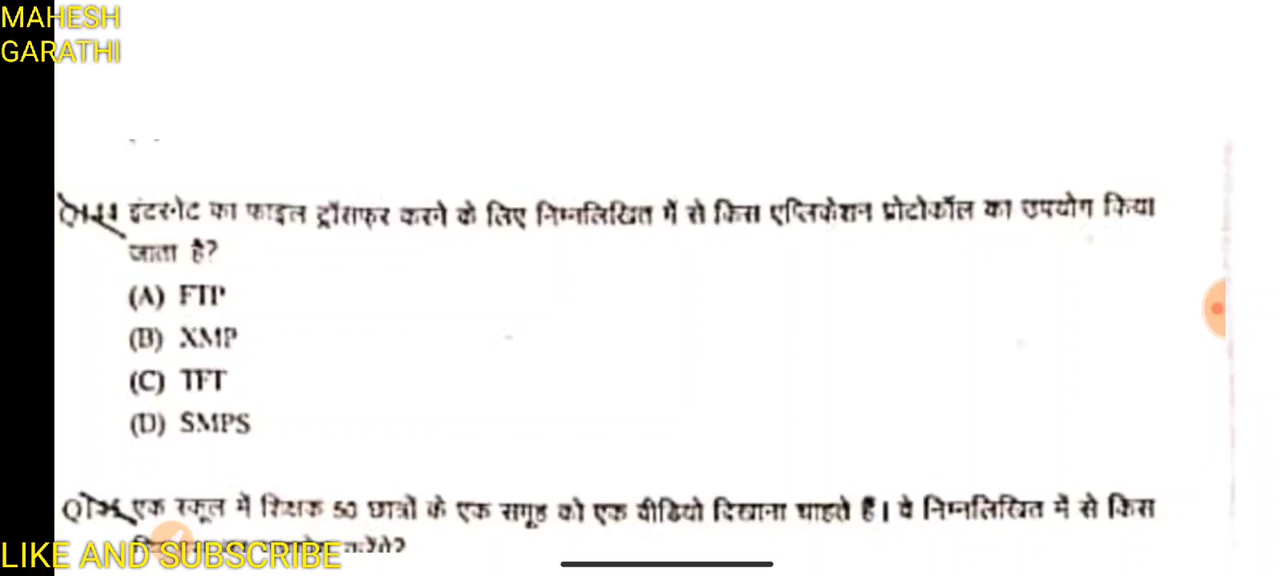 MAHESH
GARATHI
इंटरनेट का फाइल ट्रॉसफर करने के लिए निम्नलिखित में से किस एप्लिकेशन प्रोटोकॉल का उपयोग किया
जाता है?
(A) FTP
(B) XMP
(C) TFT
(D) SMPS
एक स्कूल में शिक्षक 50 छात्रों के एक समूह को एक वीडियो दिखाना चाहते हैं। वे निम्नलिखित में से किस
करेंगे?
LIKE AND SUBSCRIBE